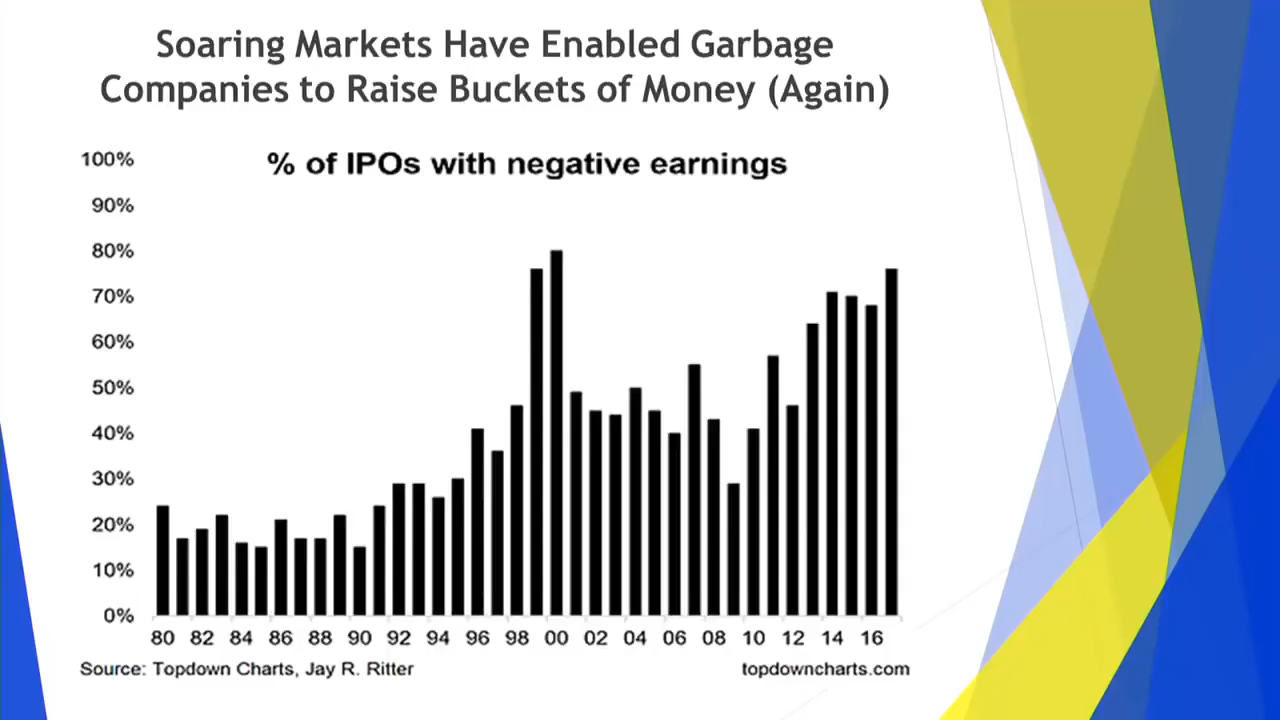 Soaring Markets Have Enabled Garbage
Companies to Raise Buckets of Money (Again)
% of IPOs with negative earnings
100%
90%
80%
70%
60%
50%
40%
30%
20%
10%
0%
80 82 84 86 88 90 92 94 96 98 00 02 04 06 08 10 12 14 16
Source: Topdown Charts, Jay R. Ritter
topdowncharts.com